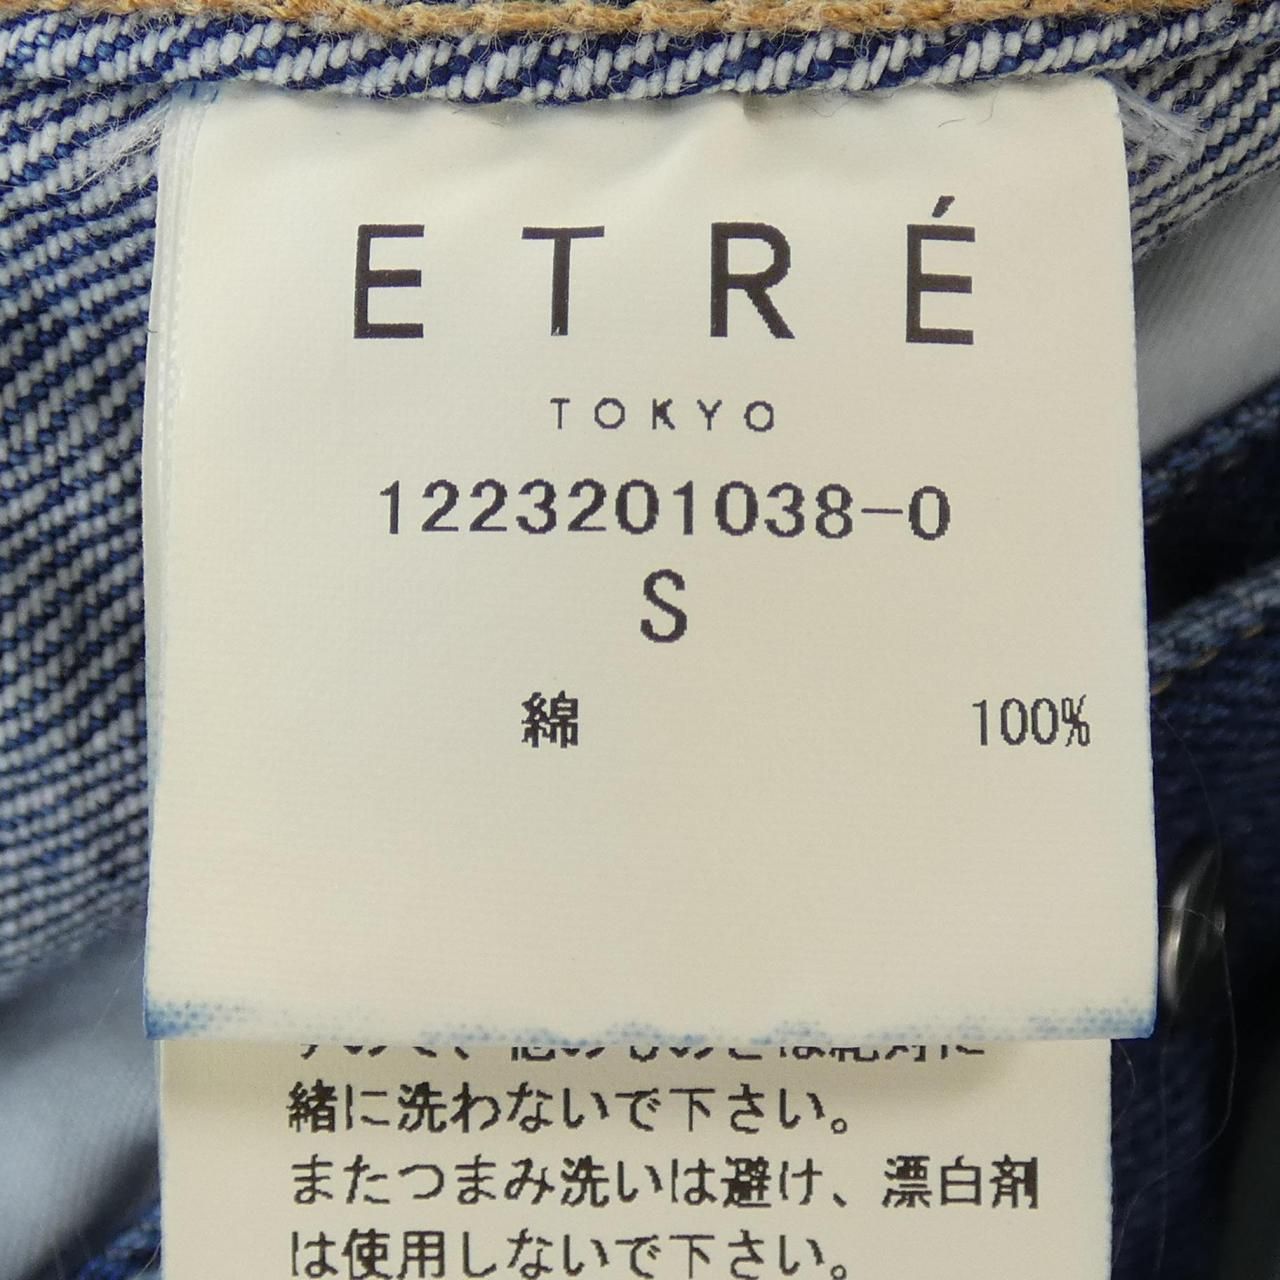 ETRÉ
TOKYO
1223201038-0
S
綿 100%
緒に洗わないで下さい。
またつまみ洗いは避け、漂白剤
は使用しないで下さい。